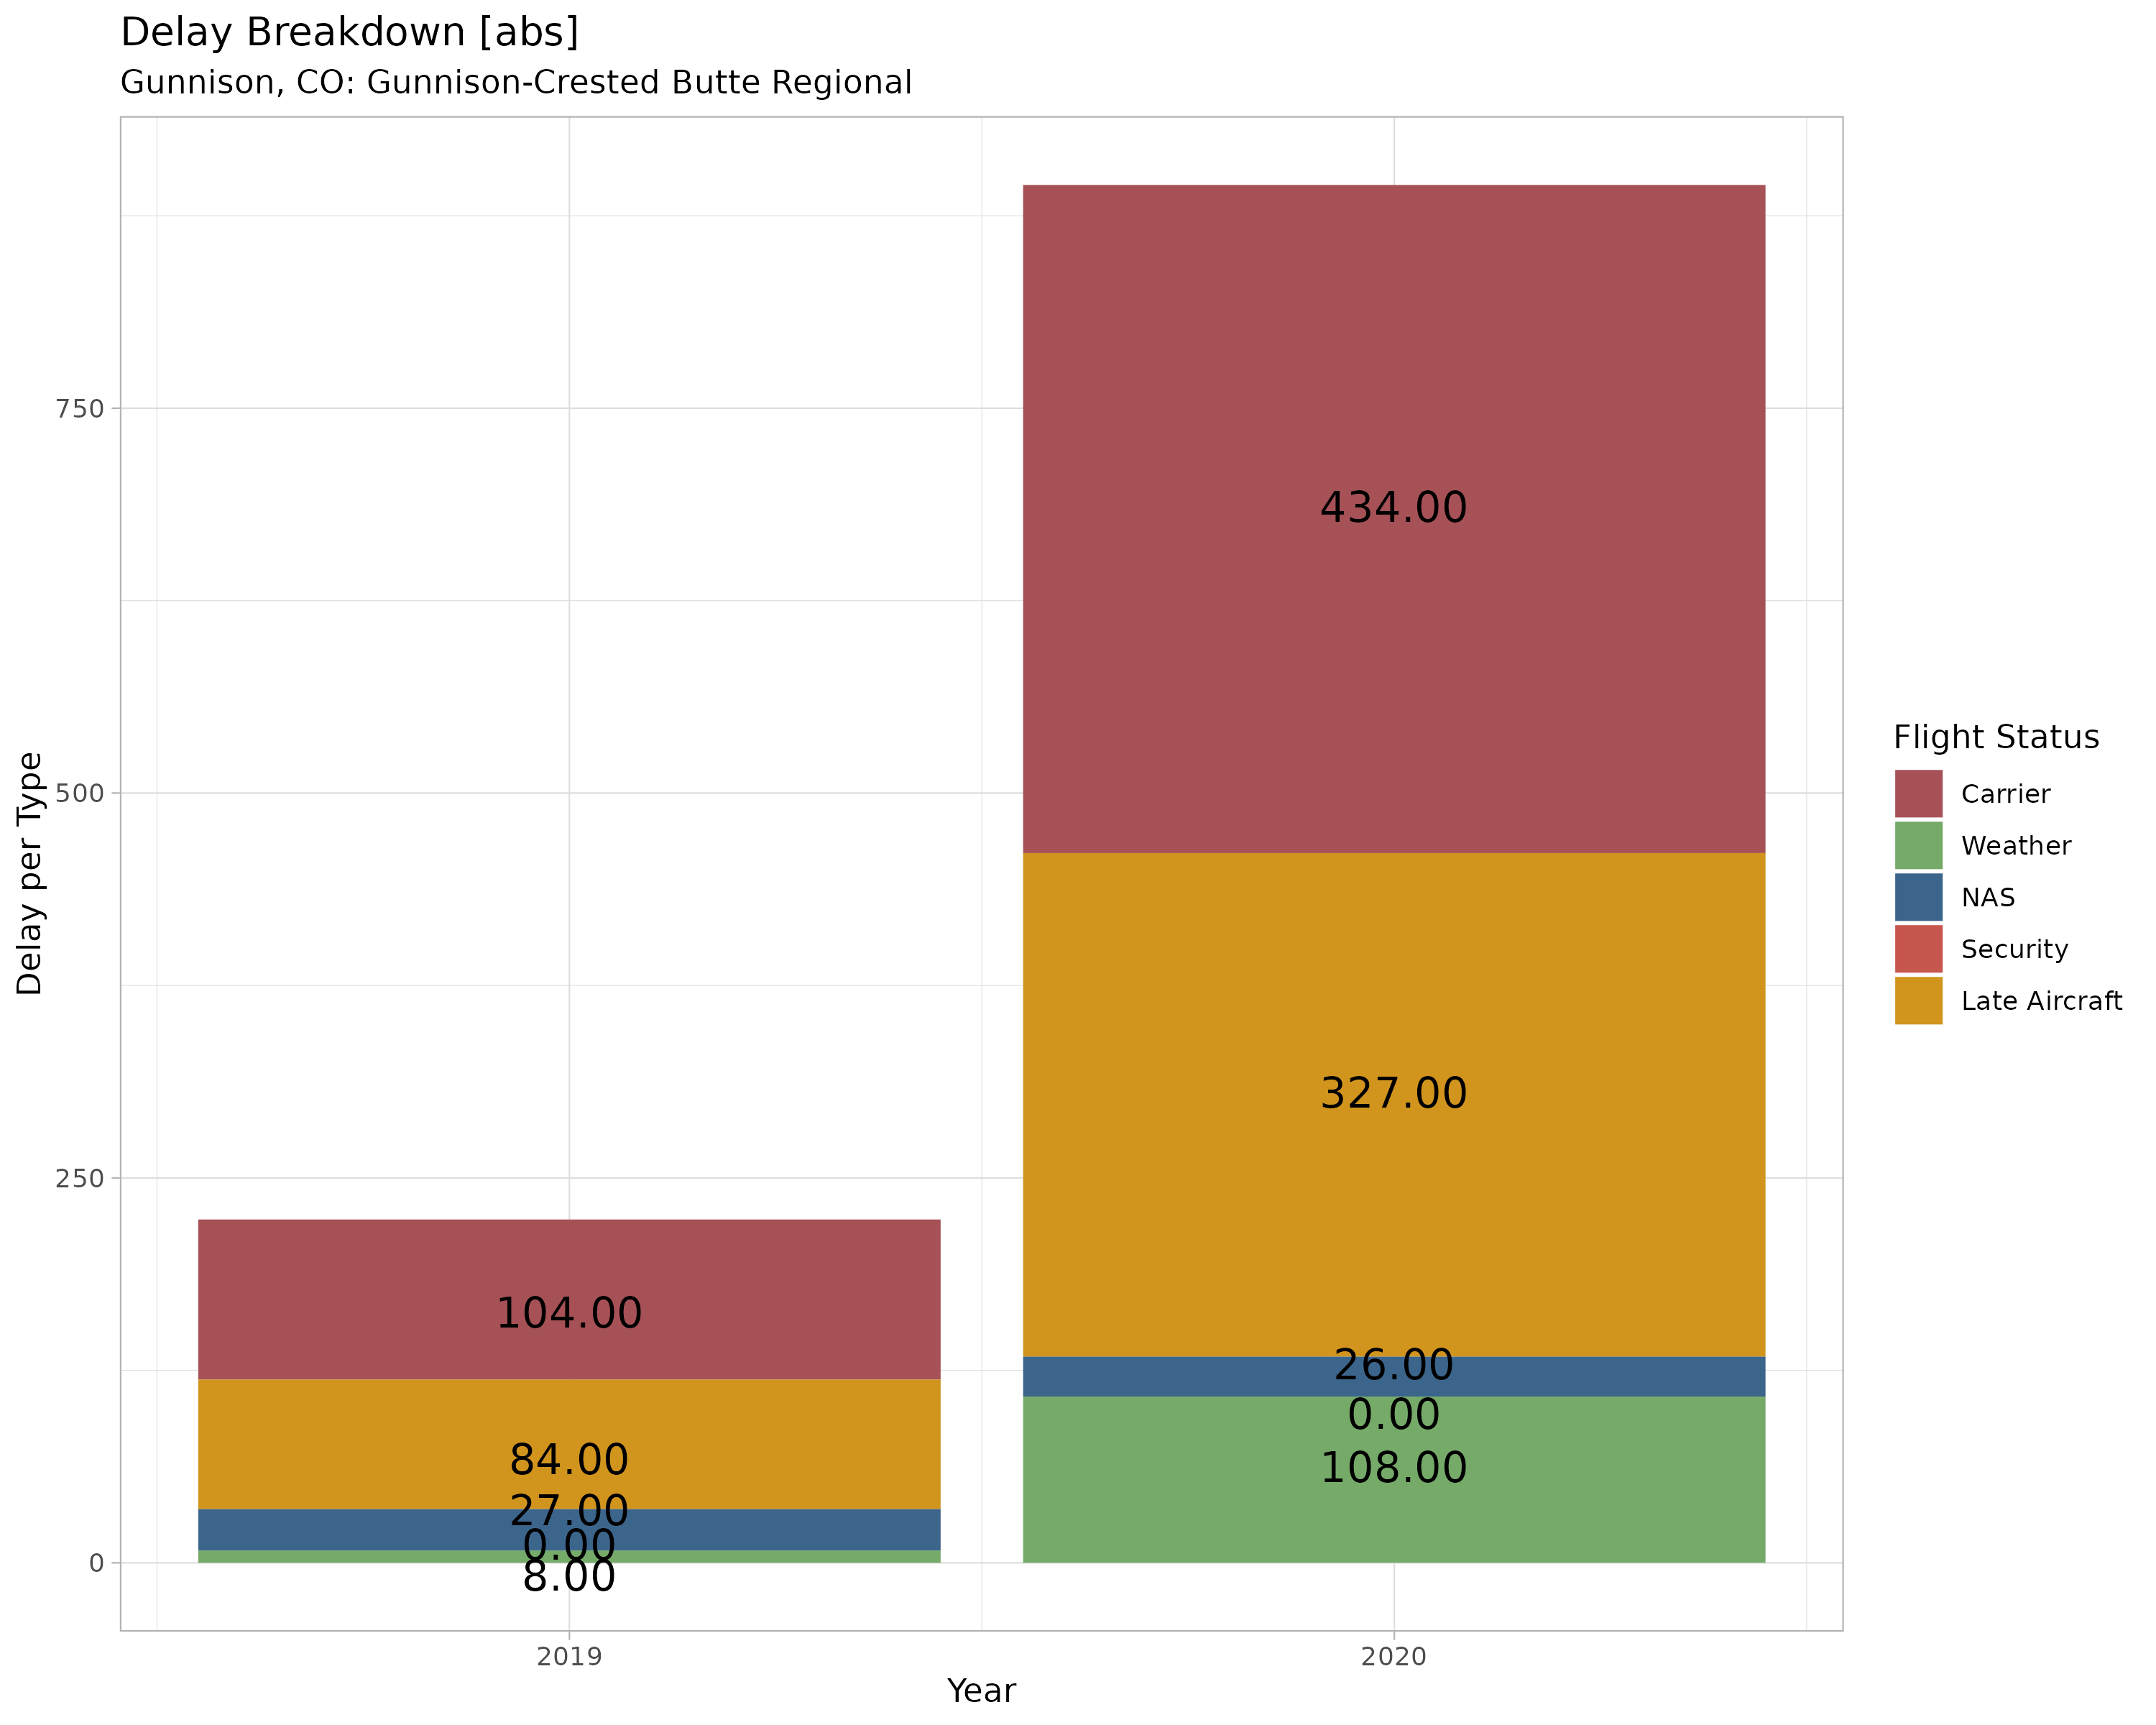 Delay Breakdown [abs]
Gunnison, CO: Gunnison-Crested Butte Regional
Delay per Type
750
500
250
0
434.00
327.00
26.00
0.00
108.00
104.00
84.00
27.00
0.00
8.00
2019
2020
Year
Flight Status
Carrier
Weather
NAS
Security
Late Aircraft